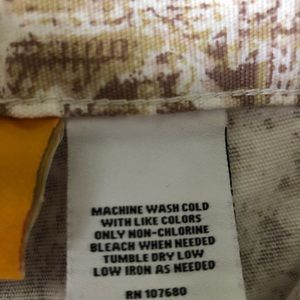 MACHINE WASH COLD
WITH LIKE COLORS
ONLY NON-CHLORINE
BLEACH WHEN NEEDED
TUMBLE DRY LOW
LOW IRON AS NEEDED
RN 107680